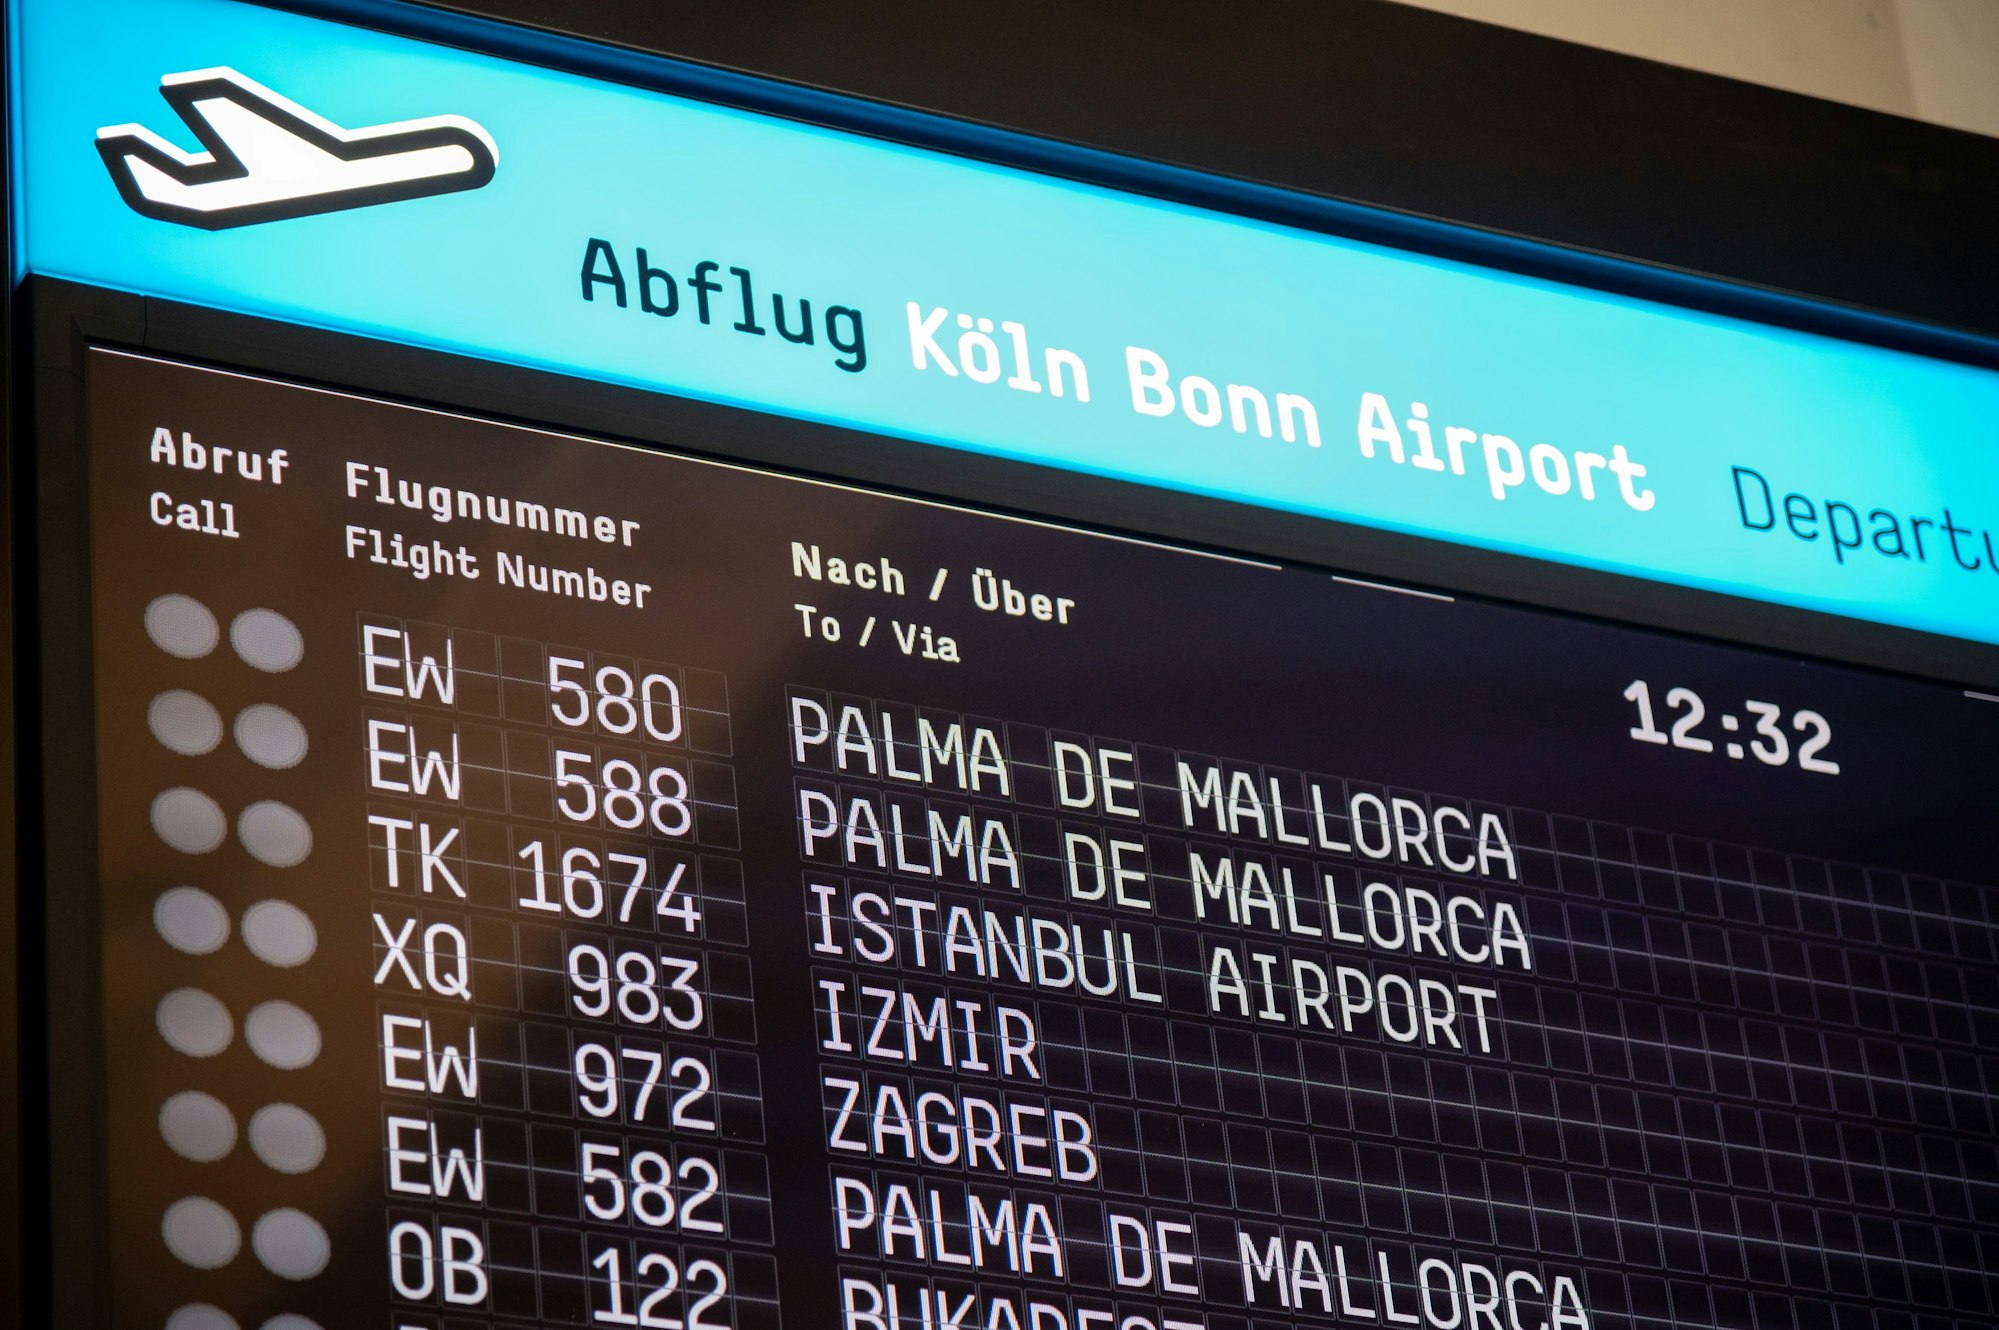 Abflug Köln Bonn Airport
Abruf Flugnummer Nach / Über
Call Flight Number To / Via
12:32
EW 580 PALMA DE MALLORCA
EW 588 PALMA DE MALLORCA
TK 1674 ISTANBUL AIRPORT
XQ 983 IZMIR
EW 972 ZAGREB
EW 582 PALMA DE MALLORCA
OB 122 BUKAREST